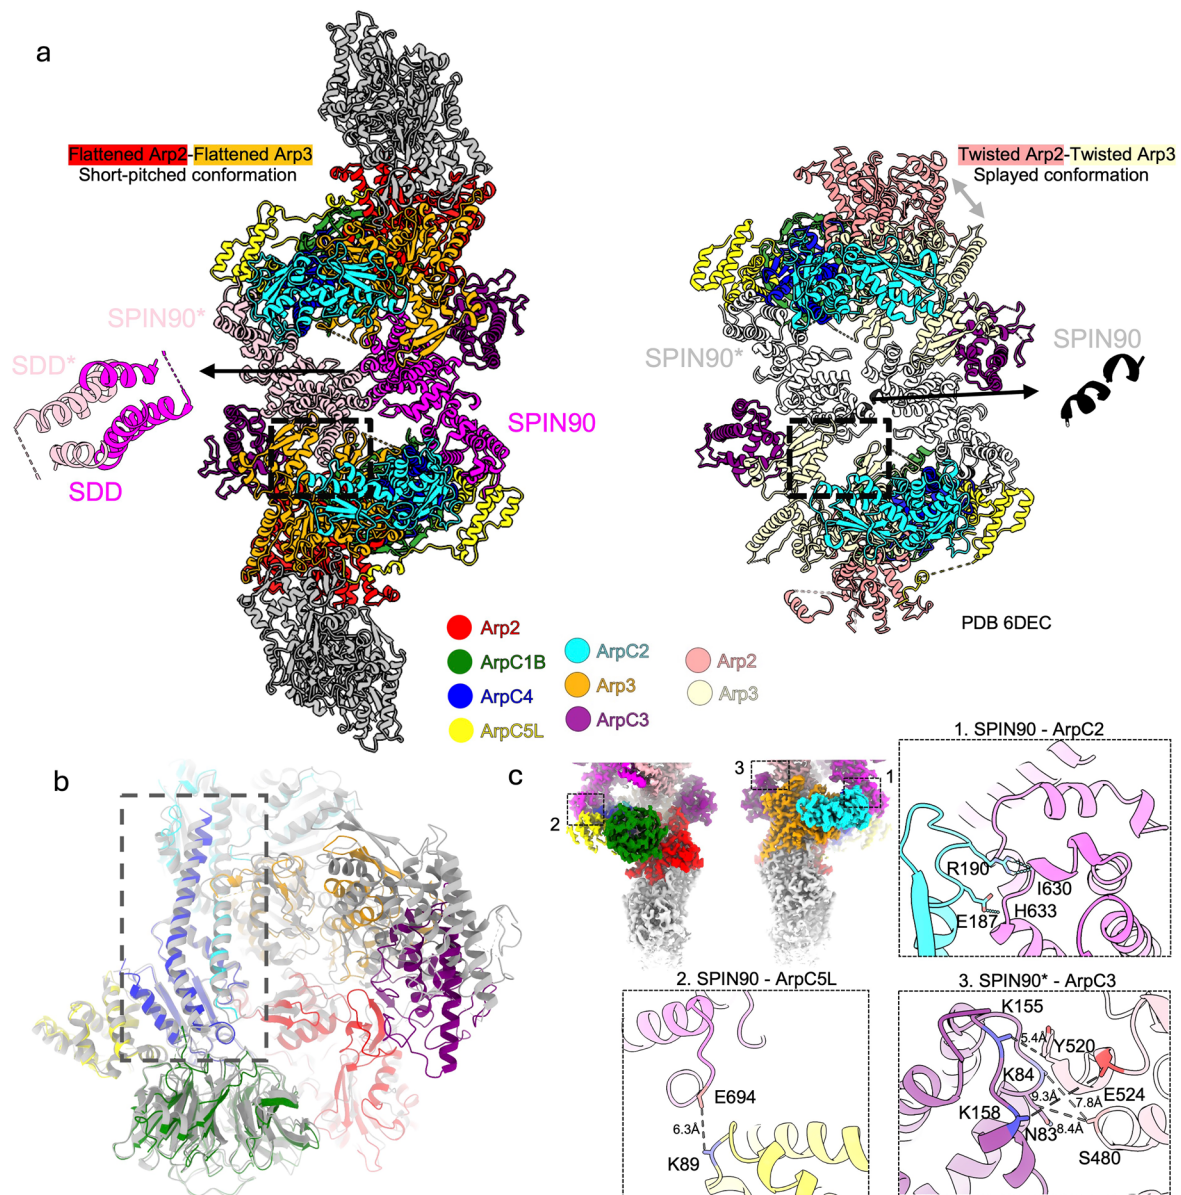 a
Flattened Arp2-Flattened Arp3
Short-pitched conformation
Twisted Arp2-Twisted Arp3
Splayed conformation
SPIN90*
SDD*
SDD
SPIN90
SPIN90*
SPIN90
PDB 6DEC
Arp2
ArpC1B
ArpC4
ArpC5L
ArpC2
Arp3
ArpC3
Arp2
Arp3
b
c
3
1
2
1. SPIN90 - ArpC2
R190
I630
E187
H633
2. SPIN90 - ArpC5L
E694
6.3Å
K89
3. SPIN90* - ArpC3
K155
5.4Å
Y520
K84
9.3Å
7.8Å
E524
K158
N83
8.4Å
S480